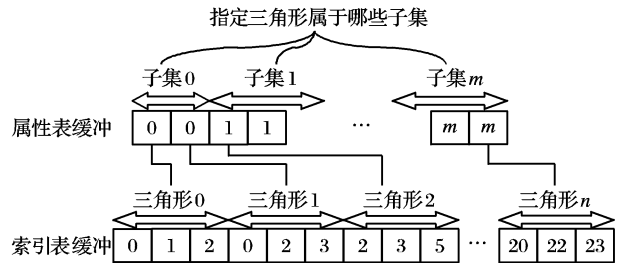 指定三角形属于哪些子集
子集0 子集1 子集m
属性表缓冲 0 0 1 1 … m m
三角形0 三角形1 三角形2 三角形n
索引表缓冲 0 1 2 0 2 3 2 3 5 … 20 22 23